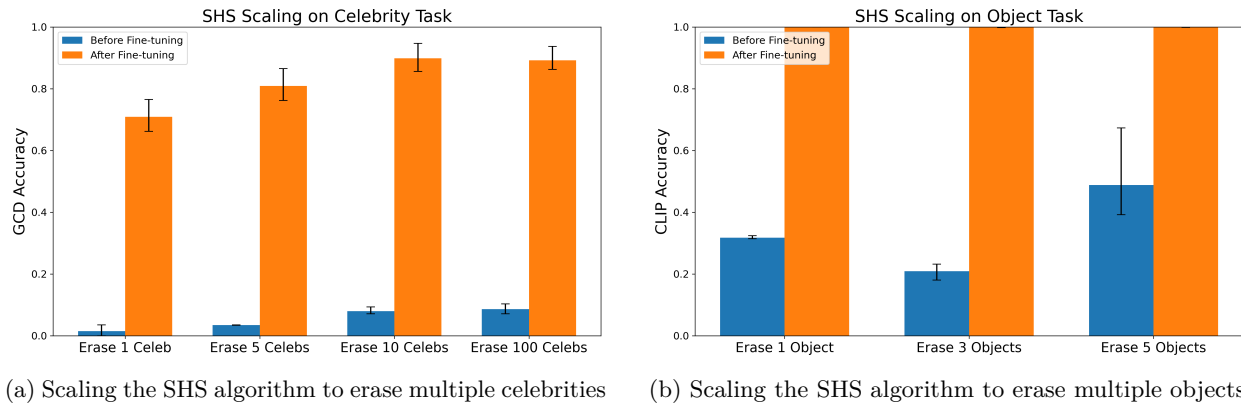 SHS Scaling on Celebrity Task
1.0
0.8
0.6
0.4
0.2
0.0
GCD Accuracy
Before Fine-tuning
After Fine-tuning
Erase 1 Celeb
Erase 5 Celebs
Erase 10 Celebs
Erase 100 Celebs
(a) Scaling the SHS algorithm to erase multiple celebrities
SHS Scaling on Object Task
1.0
0.8
0.6
0.4
0.2
0.0
CLIP Accuracy
Before Fine-tuning
After Fine-tuning
Erase 1 Object
Erase 3 Objects
Erase 5 Objects
(b) Scaling the SHS algorithm to erase multiple objects